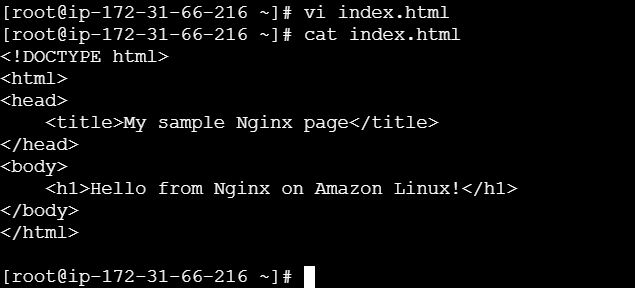 [root@ip-172-31-66-216 ~]# vi index.html
[root@ip-172-31-66-216 ~]# cat index.html
<!DOCTYPE html>
<html>
<head>
    <title>My sample Nginx page</title>
</head>
<body>
    <h1>Hello from Nginx on Amazon Linux!</h1>
</body>
</html>

[root@ip-172-31-66-216 ~]#